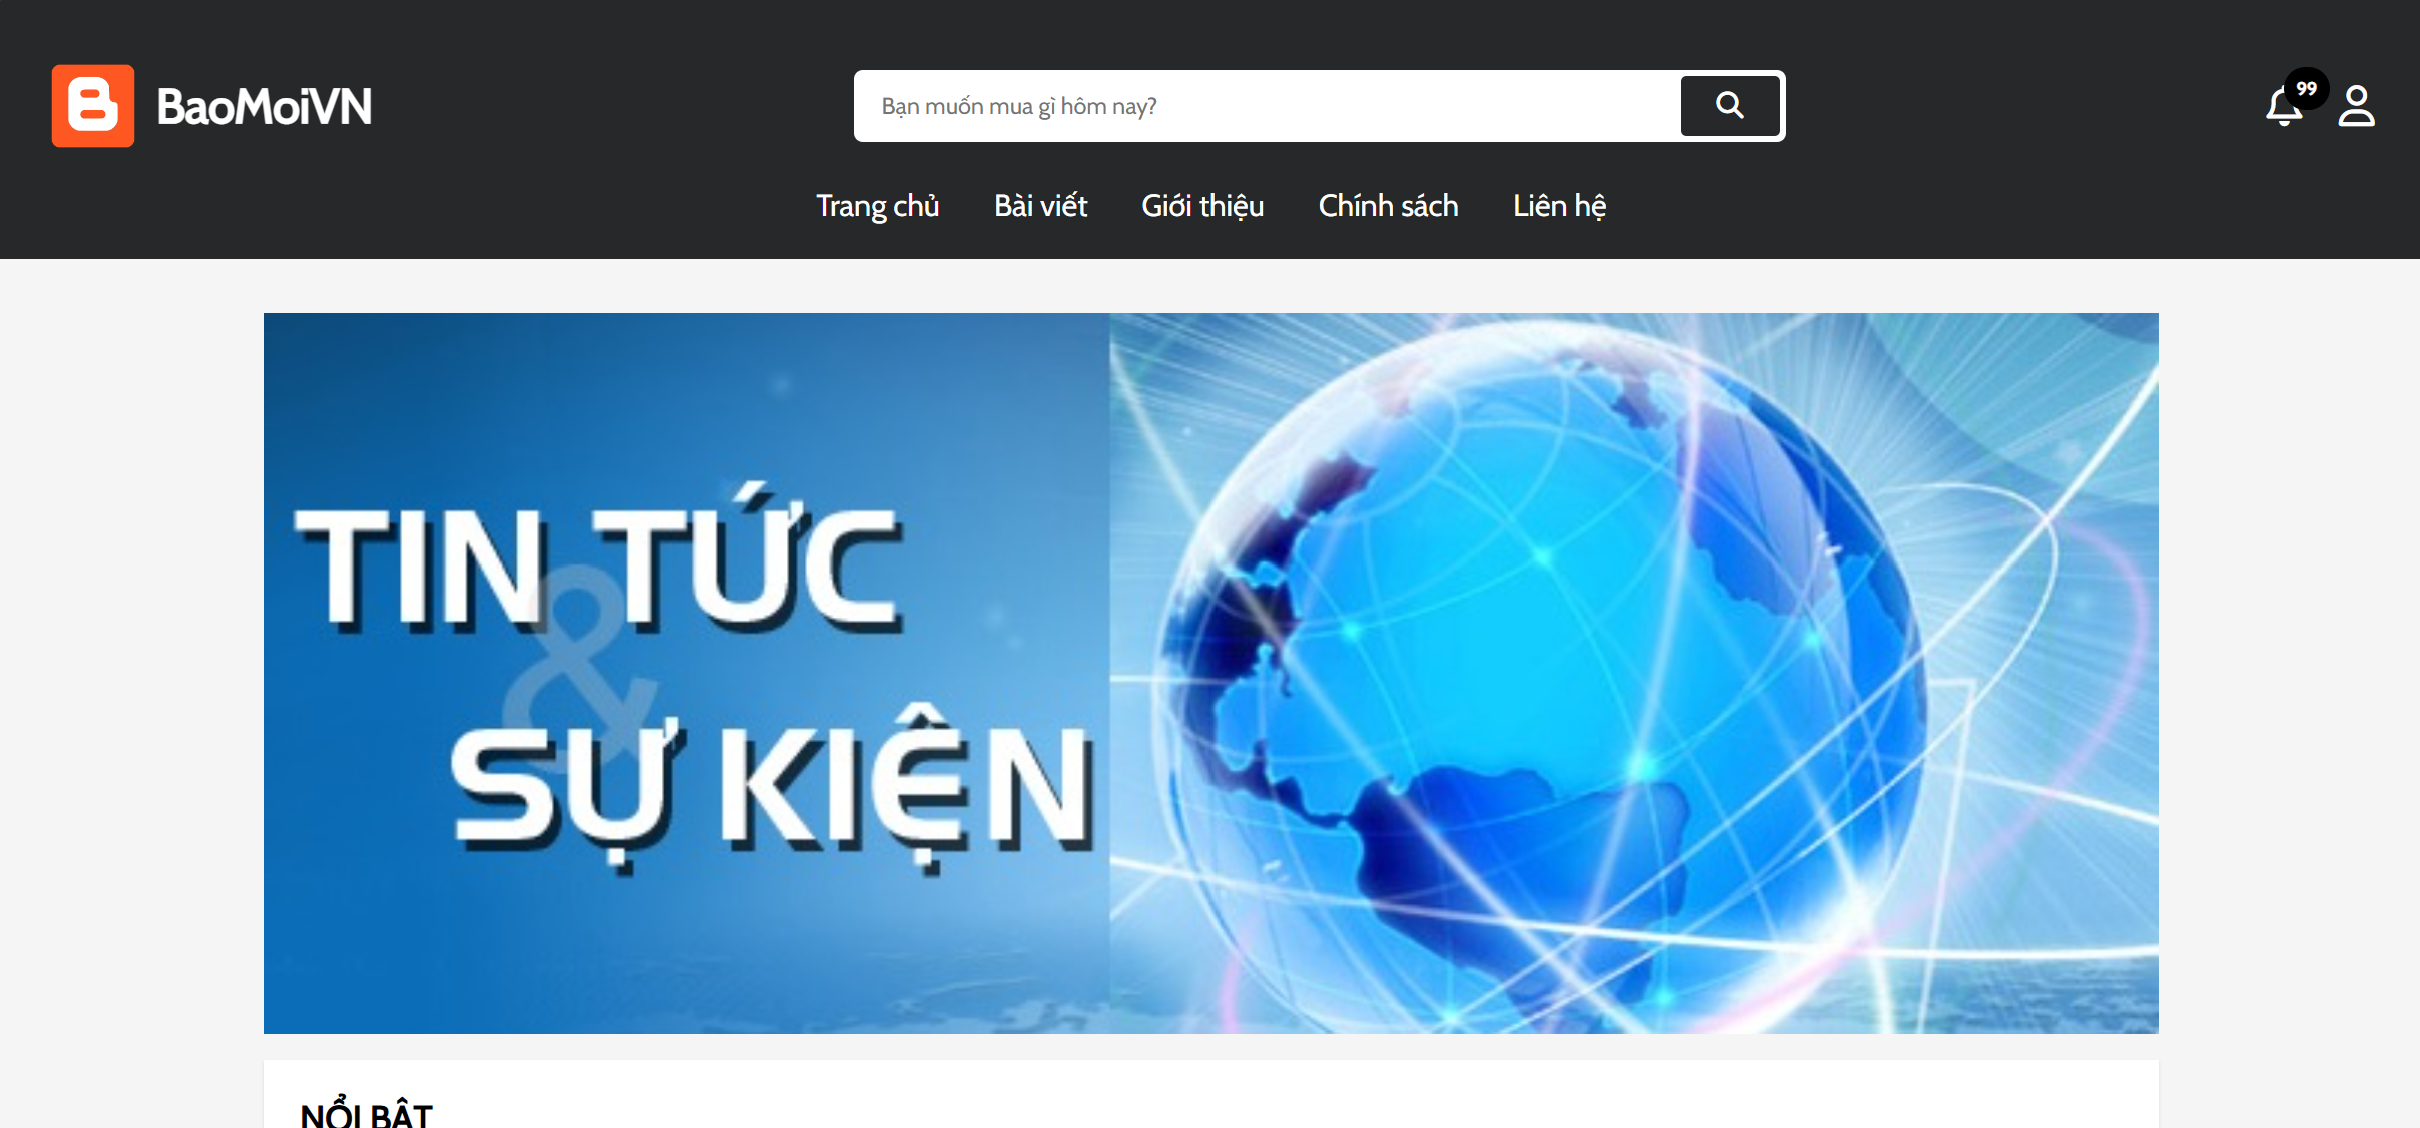 BaoMoiVN
Bạn muốn mua gì hôm nay?
99
Trang chủ Bài viết Giới thiệu Chính sách Liên hệ
TIN TỨC
&
SỰ KIỆN
NỔI BẬT